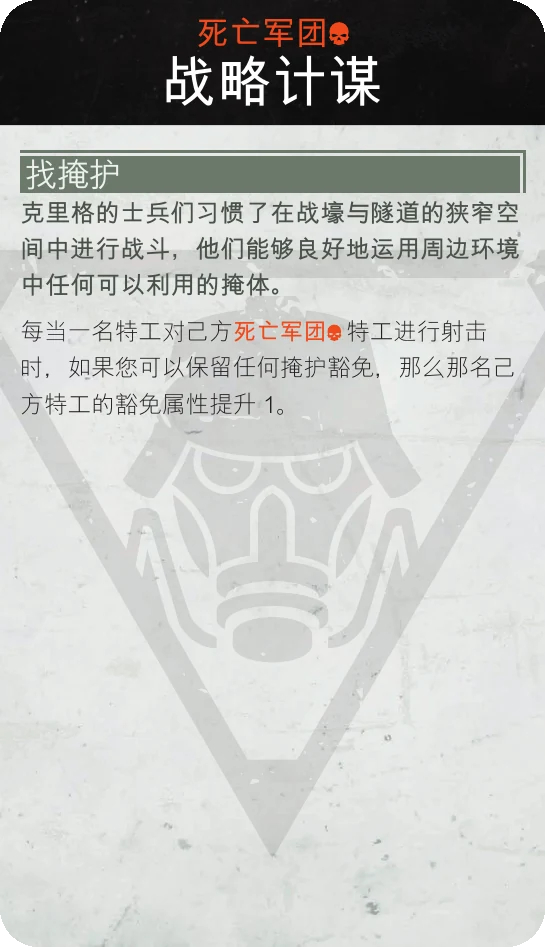 死亡军团
战略计谋
找掩护
克里格的士兵们习惯了在战壕与隧道的狭窄空
间中进行战斗，他们能够良好地运用周边环境
中任何可以利用的掩体。
每当一名特工对己方死亡军团特工进行射击
时，如果您可以保留任何掩护豁免，那么那名己
方特工的豁免属性提升 1。